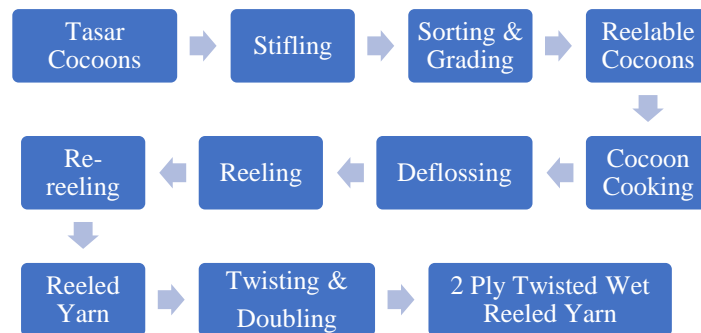 Tasar
Cocoons
Stifling
Sorting &
Grading
Reelable
Cocoons
Cocoon
Cooking
Deflossing
Reeling
Re-
reeling
Reeled
Yarn
Twisting &
Doubling
2 Ply Twisted Wet
Reeled Yarn